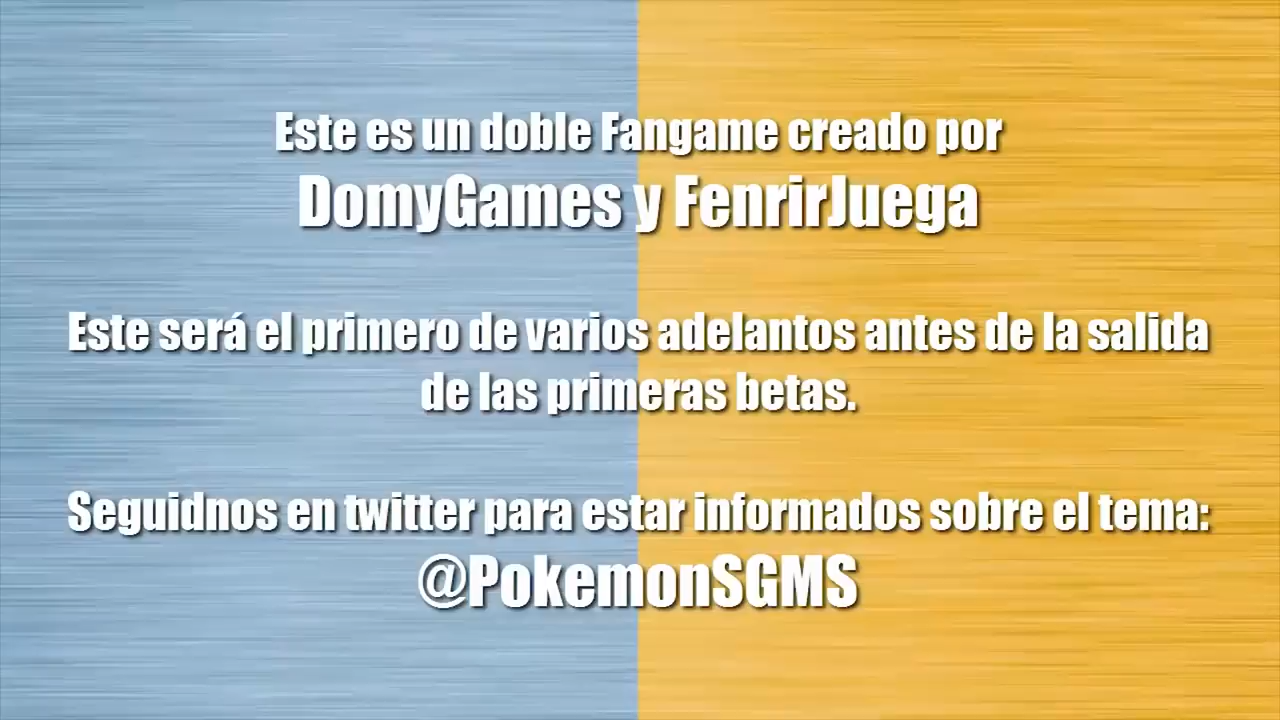 Este es un doble Fangame creado por
DomyGames y FenrirJuega
Este será el primero de varios adelantos antes de la salida
de las primeras betas.
Seguidnos en twitter para estar informados sobre el tema:
@PokemonSGMS